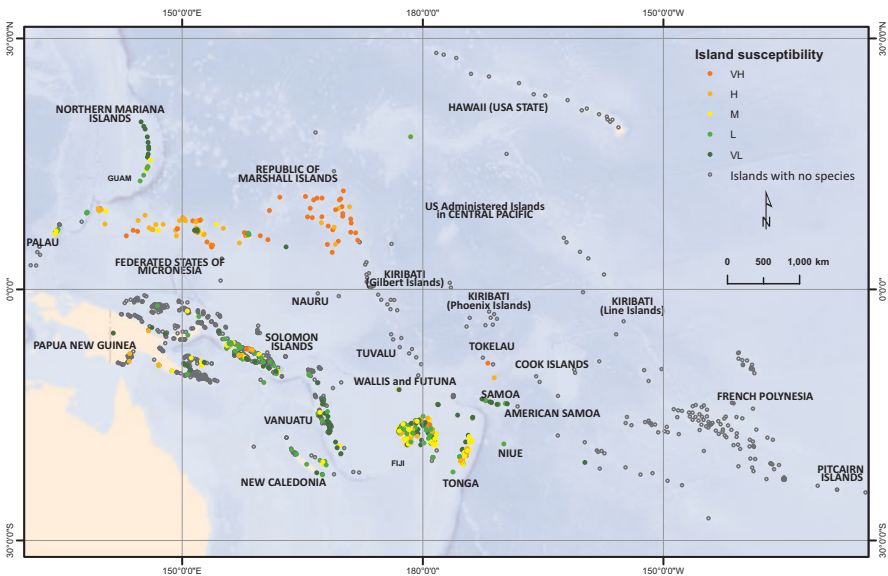 150°0'0"E
180°0'0"
150°0'0"W
30°0'0"N
30°0'0"N
Island susceptibility
VH
H
M
L
VL
Islands with no species
HAWAII (USA STATE)
NORTHERN MARIANA
ISLANDS
GUAM
REPUBLIC OF
MARSHALL ISLANDS
US Administered Islands
in CENTRAL PACIFIC
N
PALAU
FEDERATED STATES OF
MICRONESIA
0 500 1,000 km
KIRIBATI
(Gilbert Islands)
0°0'0"
0°0'0"
NAURU
KIRIBATI
(Phoenix Islands)
KIRIBATI
(Line Islands)
PAPUA NEW GUINEA
SOLOMON
ISLANDS
TUVALU
TOKELAU
COOK ISLANDS
WALLIS and FUTUNA
SAMOA
AMERICAN SAMOA
FRENCH POLYNESIA
VANUATU
NIUE
FIJI
PITCAIRN
ISLANDS
NEW CALEDONIA
TONGA
30°0'0"S
30°0'0"S
150°0'0"E
180°0'0"
150°0'0"W